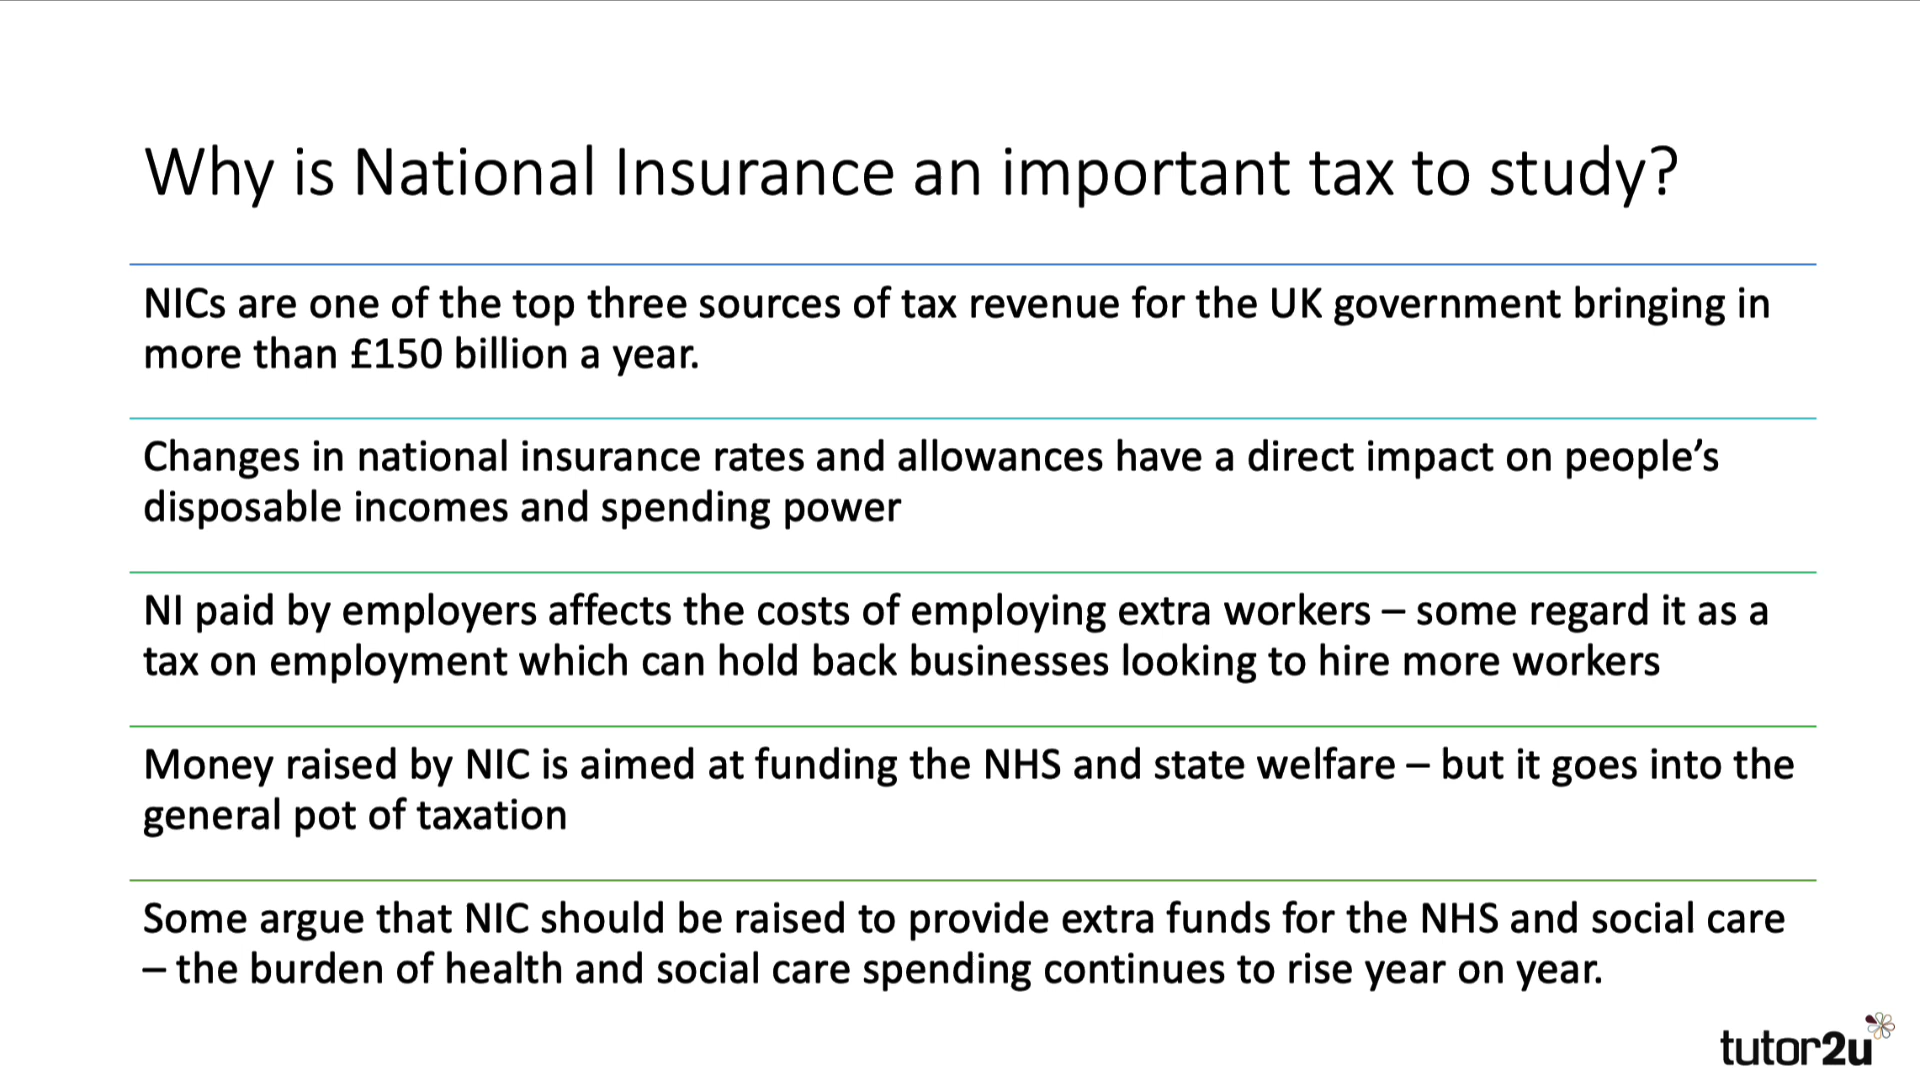 Why is National Insurance an important tax to study?
NICs are one of the top three sources of tax revenue for the UK government bringing in
more than £150 billion a year.
Changes in national insurance rates and allowances have a direct impact on people’s
disposable incomes and spending power
NI paid by employers affects the costs of employing extra workers – some regard it as a
tax on employment which can hold back businesses looking to hire more workers
Money raised by NIC is aimed at funding the NHS and state welfare – but it goes into the
general pot of taxation
Some argue that NIC should be raised to provide extra funds for the NHS and social care
– the burden of health and social care spending continues to rise year on year.
tutor2u